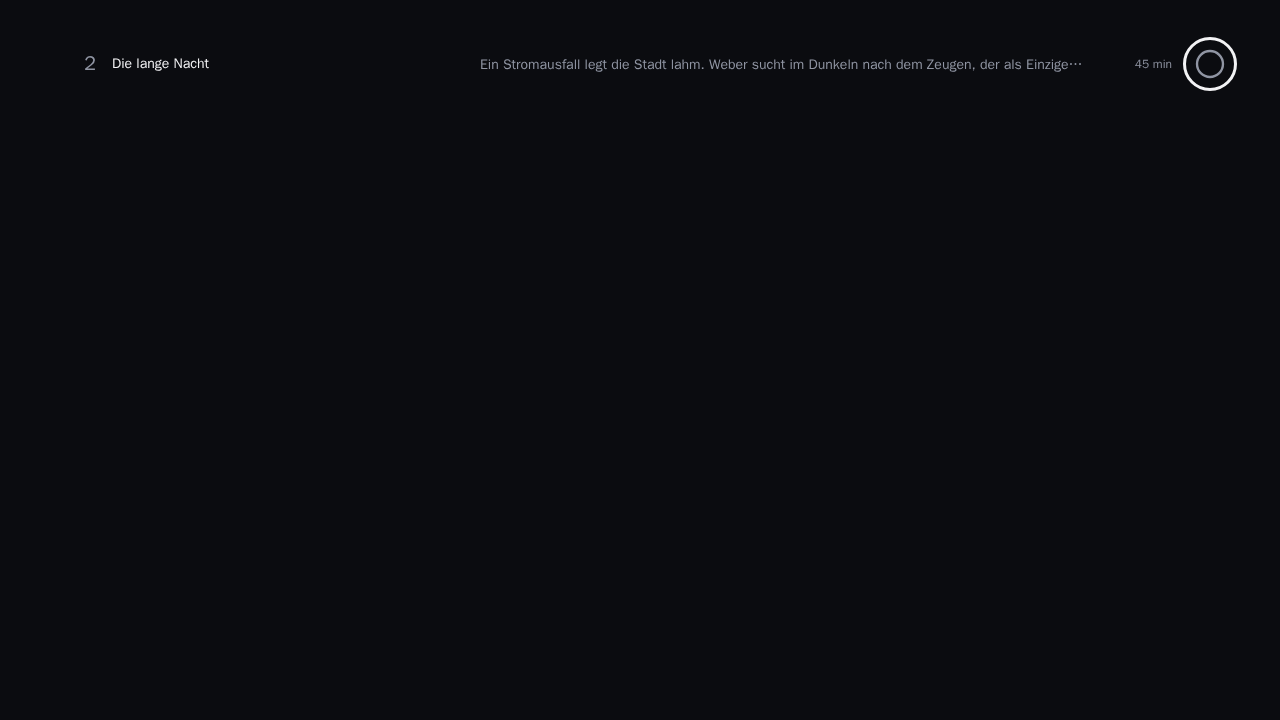 2 Die lange Nacht Ein Stromausfall legt die Stadt lahm. Weber sucht im Dunkeln nach dem Zeugen, der als Einzige… 45 min